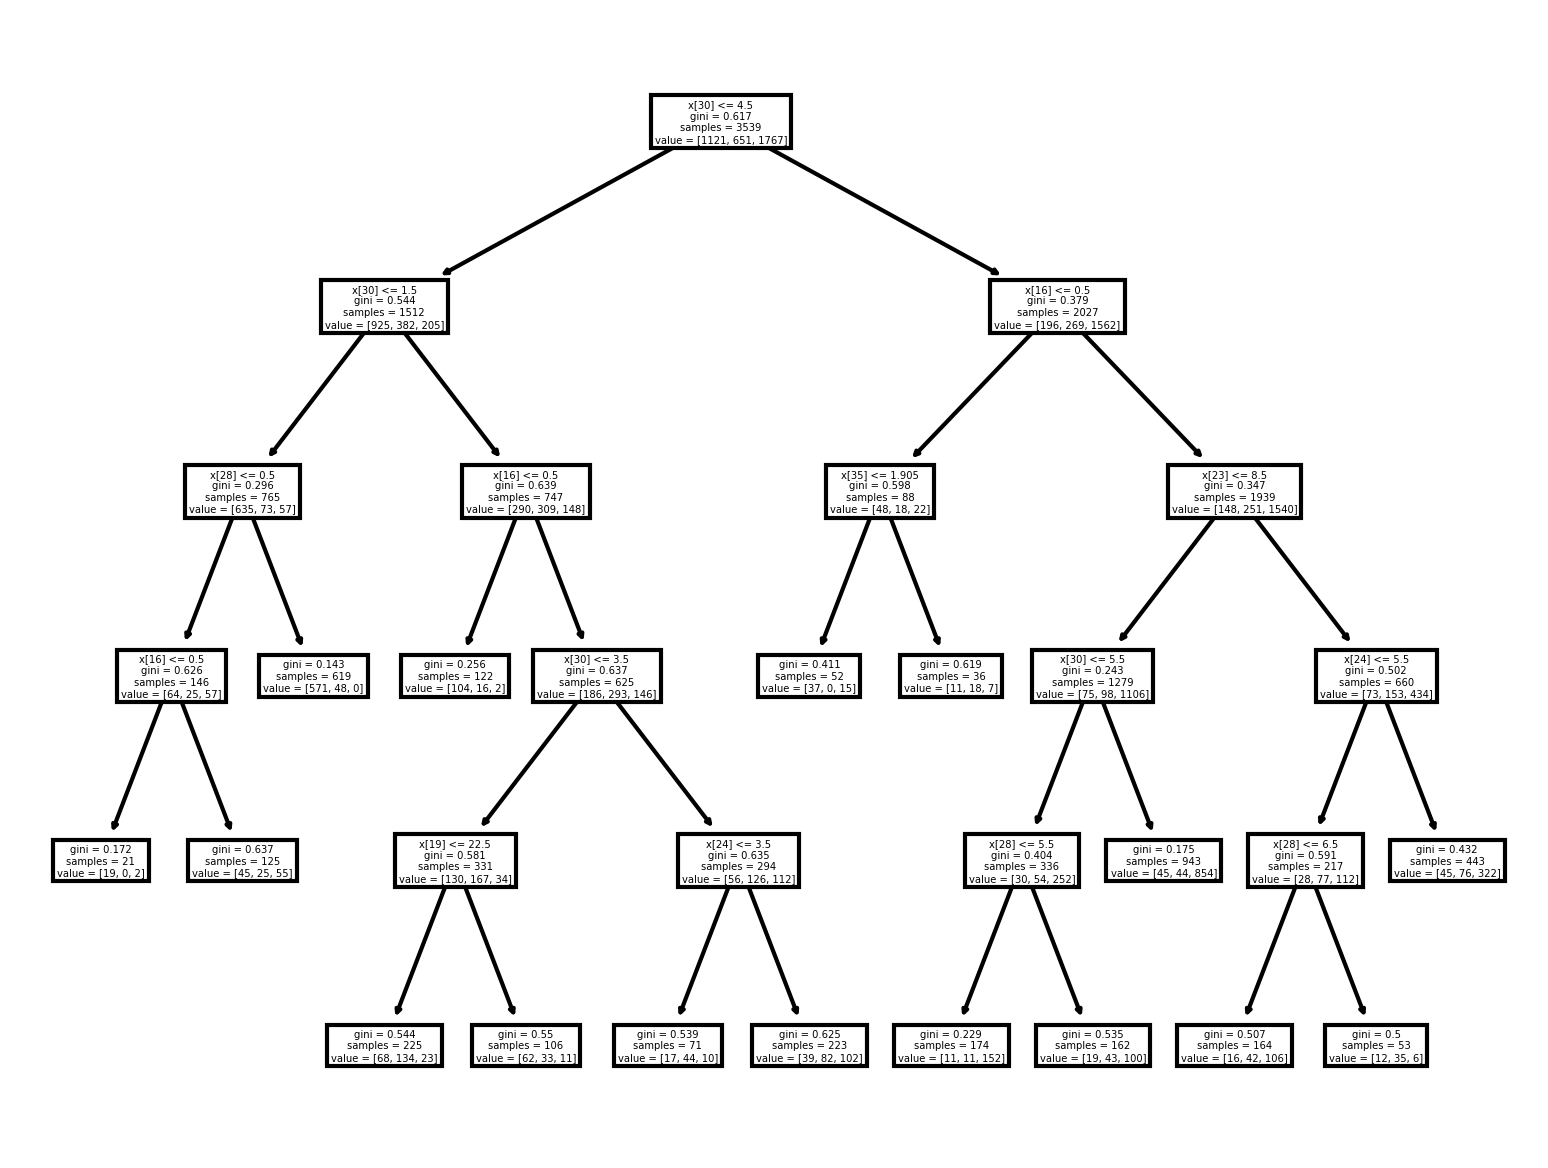 x[30] <= 4.5
gini = 0.617
samples = 3539
value = [1121, 651, 1767]
x[30] <= 1.5
gini = 0.544
samples = 1512
value = [925, 382, 205]
x[16] <= 0.5
gini = 0.379
samples = 2027
value = [196, 269, 1562]
x[28] <= 0.5
gini = 0.296
samples = 765
value = [635, 73, 57]
x[16] <= 0.5
gini = 0.639
samples = 747
value = [290, 309, 148]
x[35] <= 1.905
gini = 0.598
samples = 88
value = [48, 18, 22]
x[23] <= 8.5
gini = 0.347
samples = 1939
value = [148, 251, 1540]
x[16] <= 0.5
gini = 0.626
samples = 146
value = [64, 25, 57]
gini = 0.143
samples = 619
value = [571, 48, 0]
gini = 0.256
samples = 122
value = [104, 16, 2]
x[30] <= 3.5
gini = 0.637
samples = 625
value = [186, 293, 146]
gini = 0.411
samples = 52
value = [37, 0, 15]
gini = 0.619
samples = 36
value = [11, 18, 7]
x[30] <= 5.5
gini = 0.243
samples = 1279
value = [75, 98, 1106]
x[24] <= 5.5
gini = 0.502
samples = 660
value = [73, 153, 434]
gini = 0.172
samples = 21
value = [19, 0, 2]
gini = 0.637
samples = 125
value = [45, 25, 55]
x[19] <= 22.5
gini = 0.581
samples = 331
value = [130, 167, 34]
x[24] <= 3.5
gini = 0.635
samples = 294
value = [56, 126, 112]
x[28] <= 5.5
gini = 0.404
samples = 336
value = [30, 54, 252]
gini = 0.175
samples = 943
value = [45, 44, 854]
x[28] <= 6.5
gini = 0.591
samples = 217
value = [28, 77, 112]
gini = 0.432
samples = 443
value = [45, 76, 322]
gini = 0.544
samples = 225
value = [68, 134, 23]
gini = 0.55
samples = 106
value = [62, 33, 11]
gini = 0.539
samples = 71
value = [17, 44, 10]
gini = 0.625
samples = 223
value = [39, 82, 102]
gini = 0.229
samples = 174
value = [11, 11, 152]
gini = 0.535
samples = 162
value = [19, 43, 100]
gini = 0.507
samples = 164
value = [16, 42, 106]
gini = 0.5
samples = 53
value = [12, 35, 6]